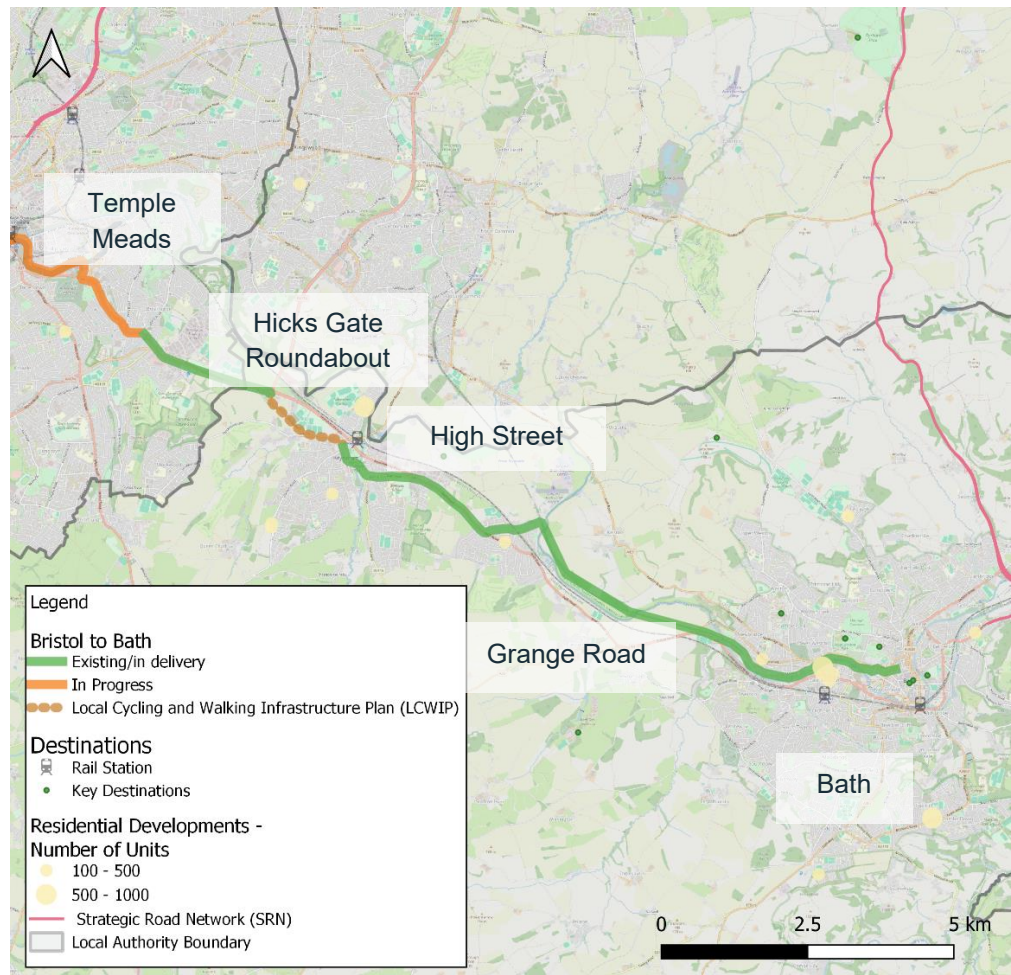 Temple
Meads
Hicks Gate
Roundabout
High Street
Grange Road
Bath
Legend
Bristol to Bath
Existing/in delivery
In Progress
Local Cycling and Walking Infrastructure Plan (LCWIP)
Destinations
Rail Station
Key Destinations
Residential Developments -
Number of Units
100 - 500
500 - 1000
Strategic Road Network (SRN)
Local Authority Boundary
0 2.5 5 km